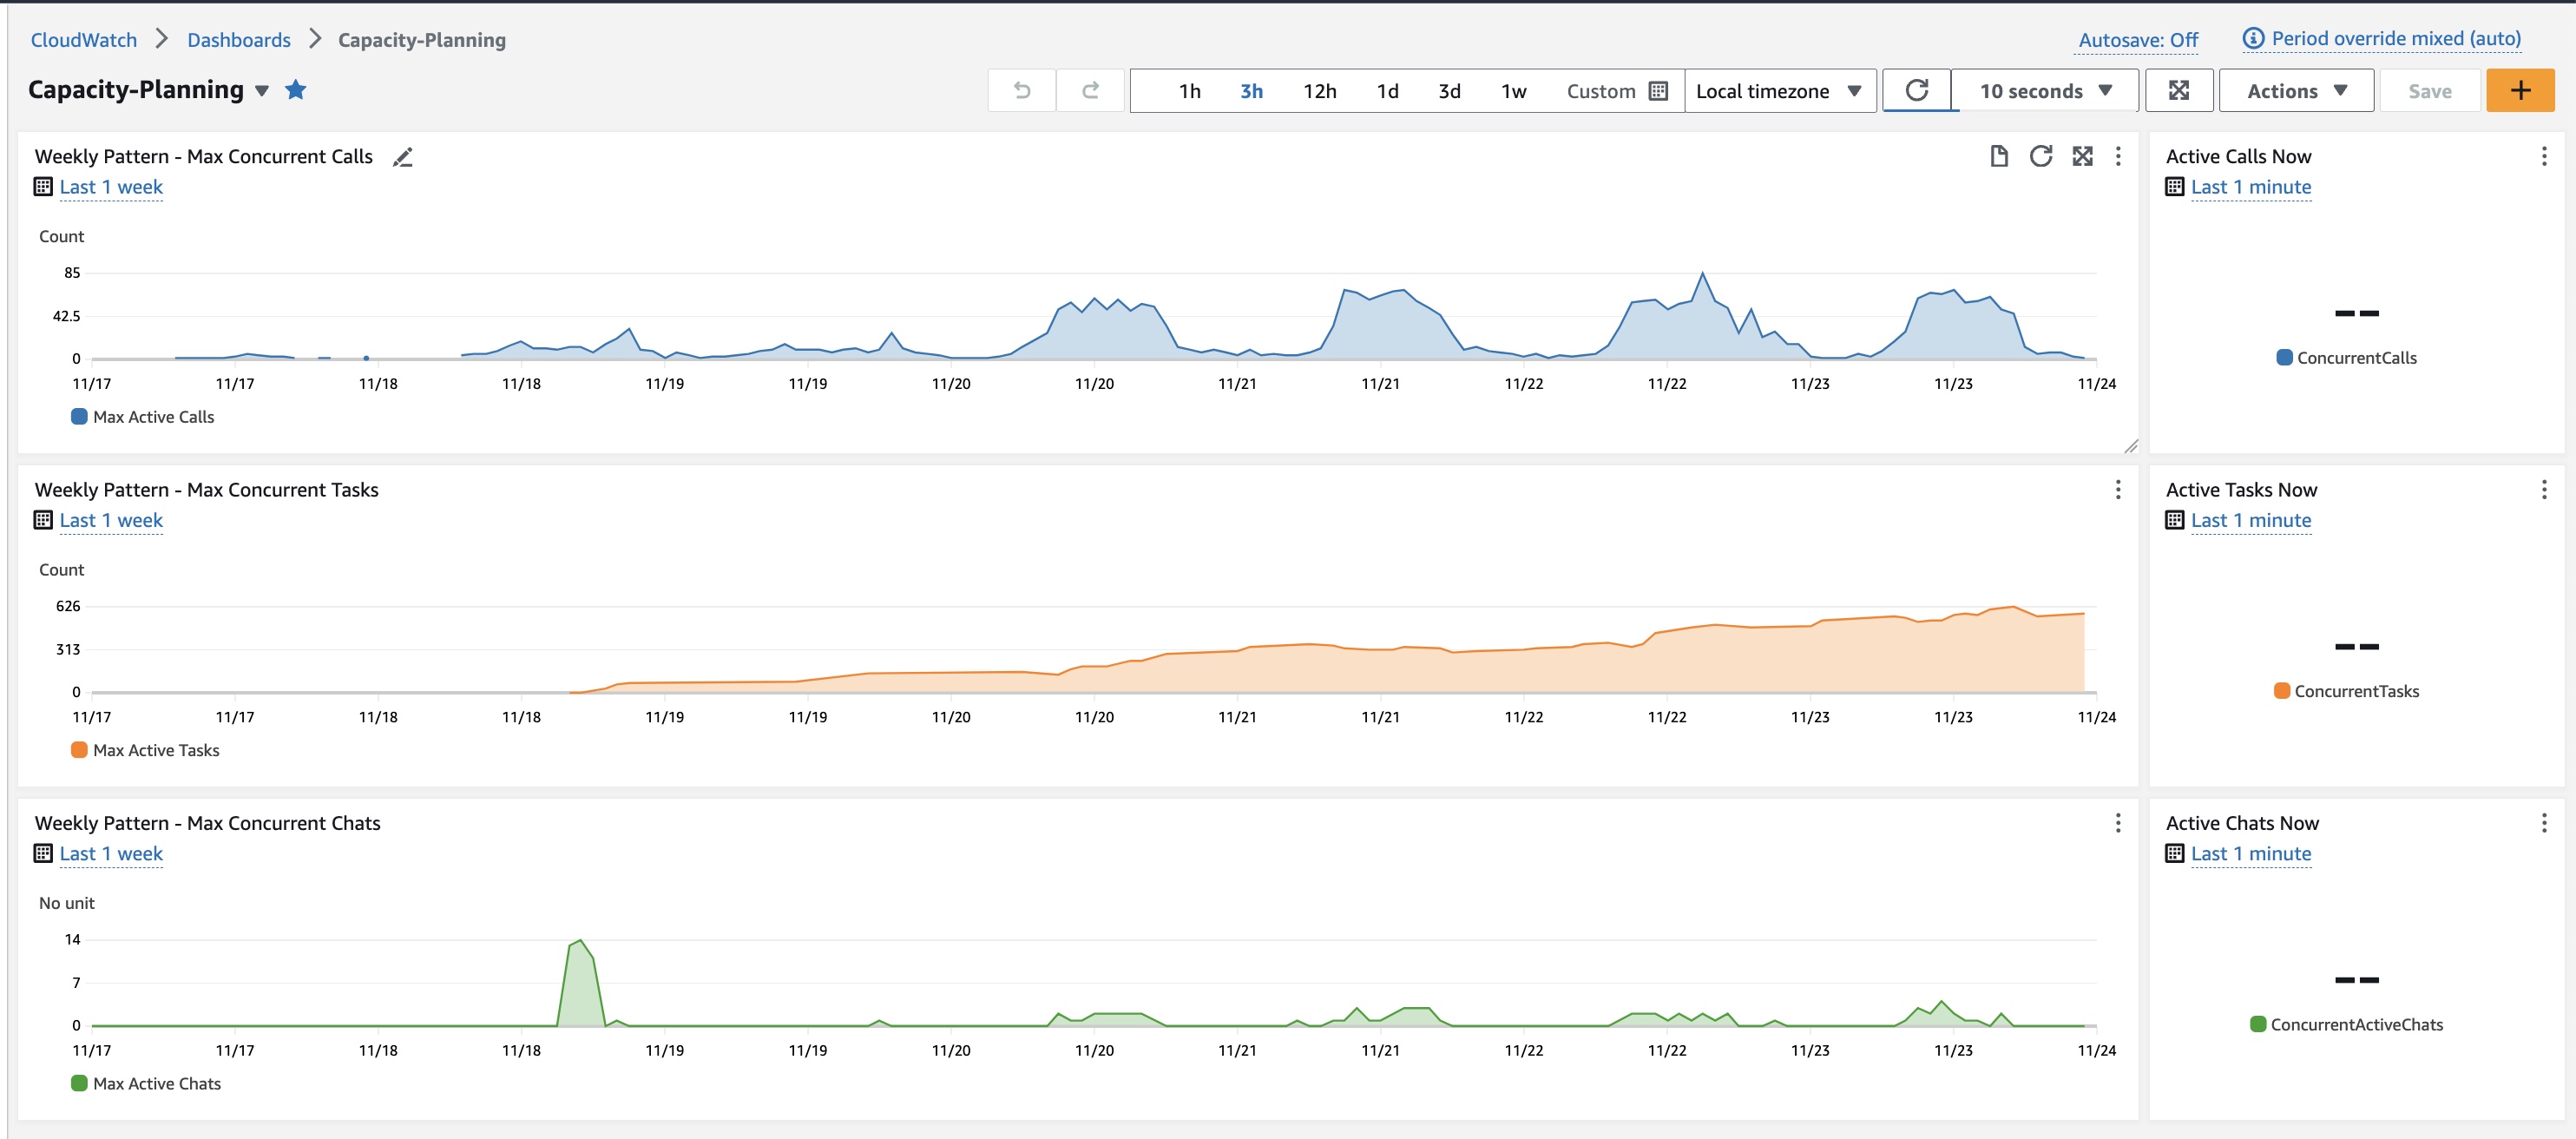 CloudWatch > Dashboards > Capacity-Planning
Autosave: Off
Period override mixed (auto)
Capacity-Planning
1h 3h 12h 1d 3d 1w Custom
Local timezone
10 seconds
Actions
Save
Weekly Pattern - Max Concurrent Calls
Last 1 week
Count
85
42.5
0
11/17 11/17 11/18 11/18 11/19 11/19 11/20 11/20 11/21 11/21 11/22 11/22 11/23 11/23 11/24
Max Active Calls
Active Calls Now
Last 1 minute
--
ConcurrentCalls
Weekly Pattern - Max Concurrent Tasks
Last 1 week
Count
626
313
0
11/17 11/17 11/18 11/18 11/19 11/19 11/20 11/20 11/21 11/21 11/22 11/22 11/23 11/23 11/24
Max Active Tasks
Active Tasks Now
Last 1 minute
--
ConcurrentTasks
Weekly Pattern - Max Concurrent Chats
Last 1 week
No unit
14
7
0
11/17 11/17 11/18 11/18 11/19 11/19 11/20 11/20 11/21 11/21 11/22 11/22 11/23 11/23 11/24
Max Active Chats
Active Chats Now
Last 1 minute
--
ConcurrentActiveChats